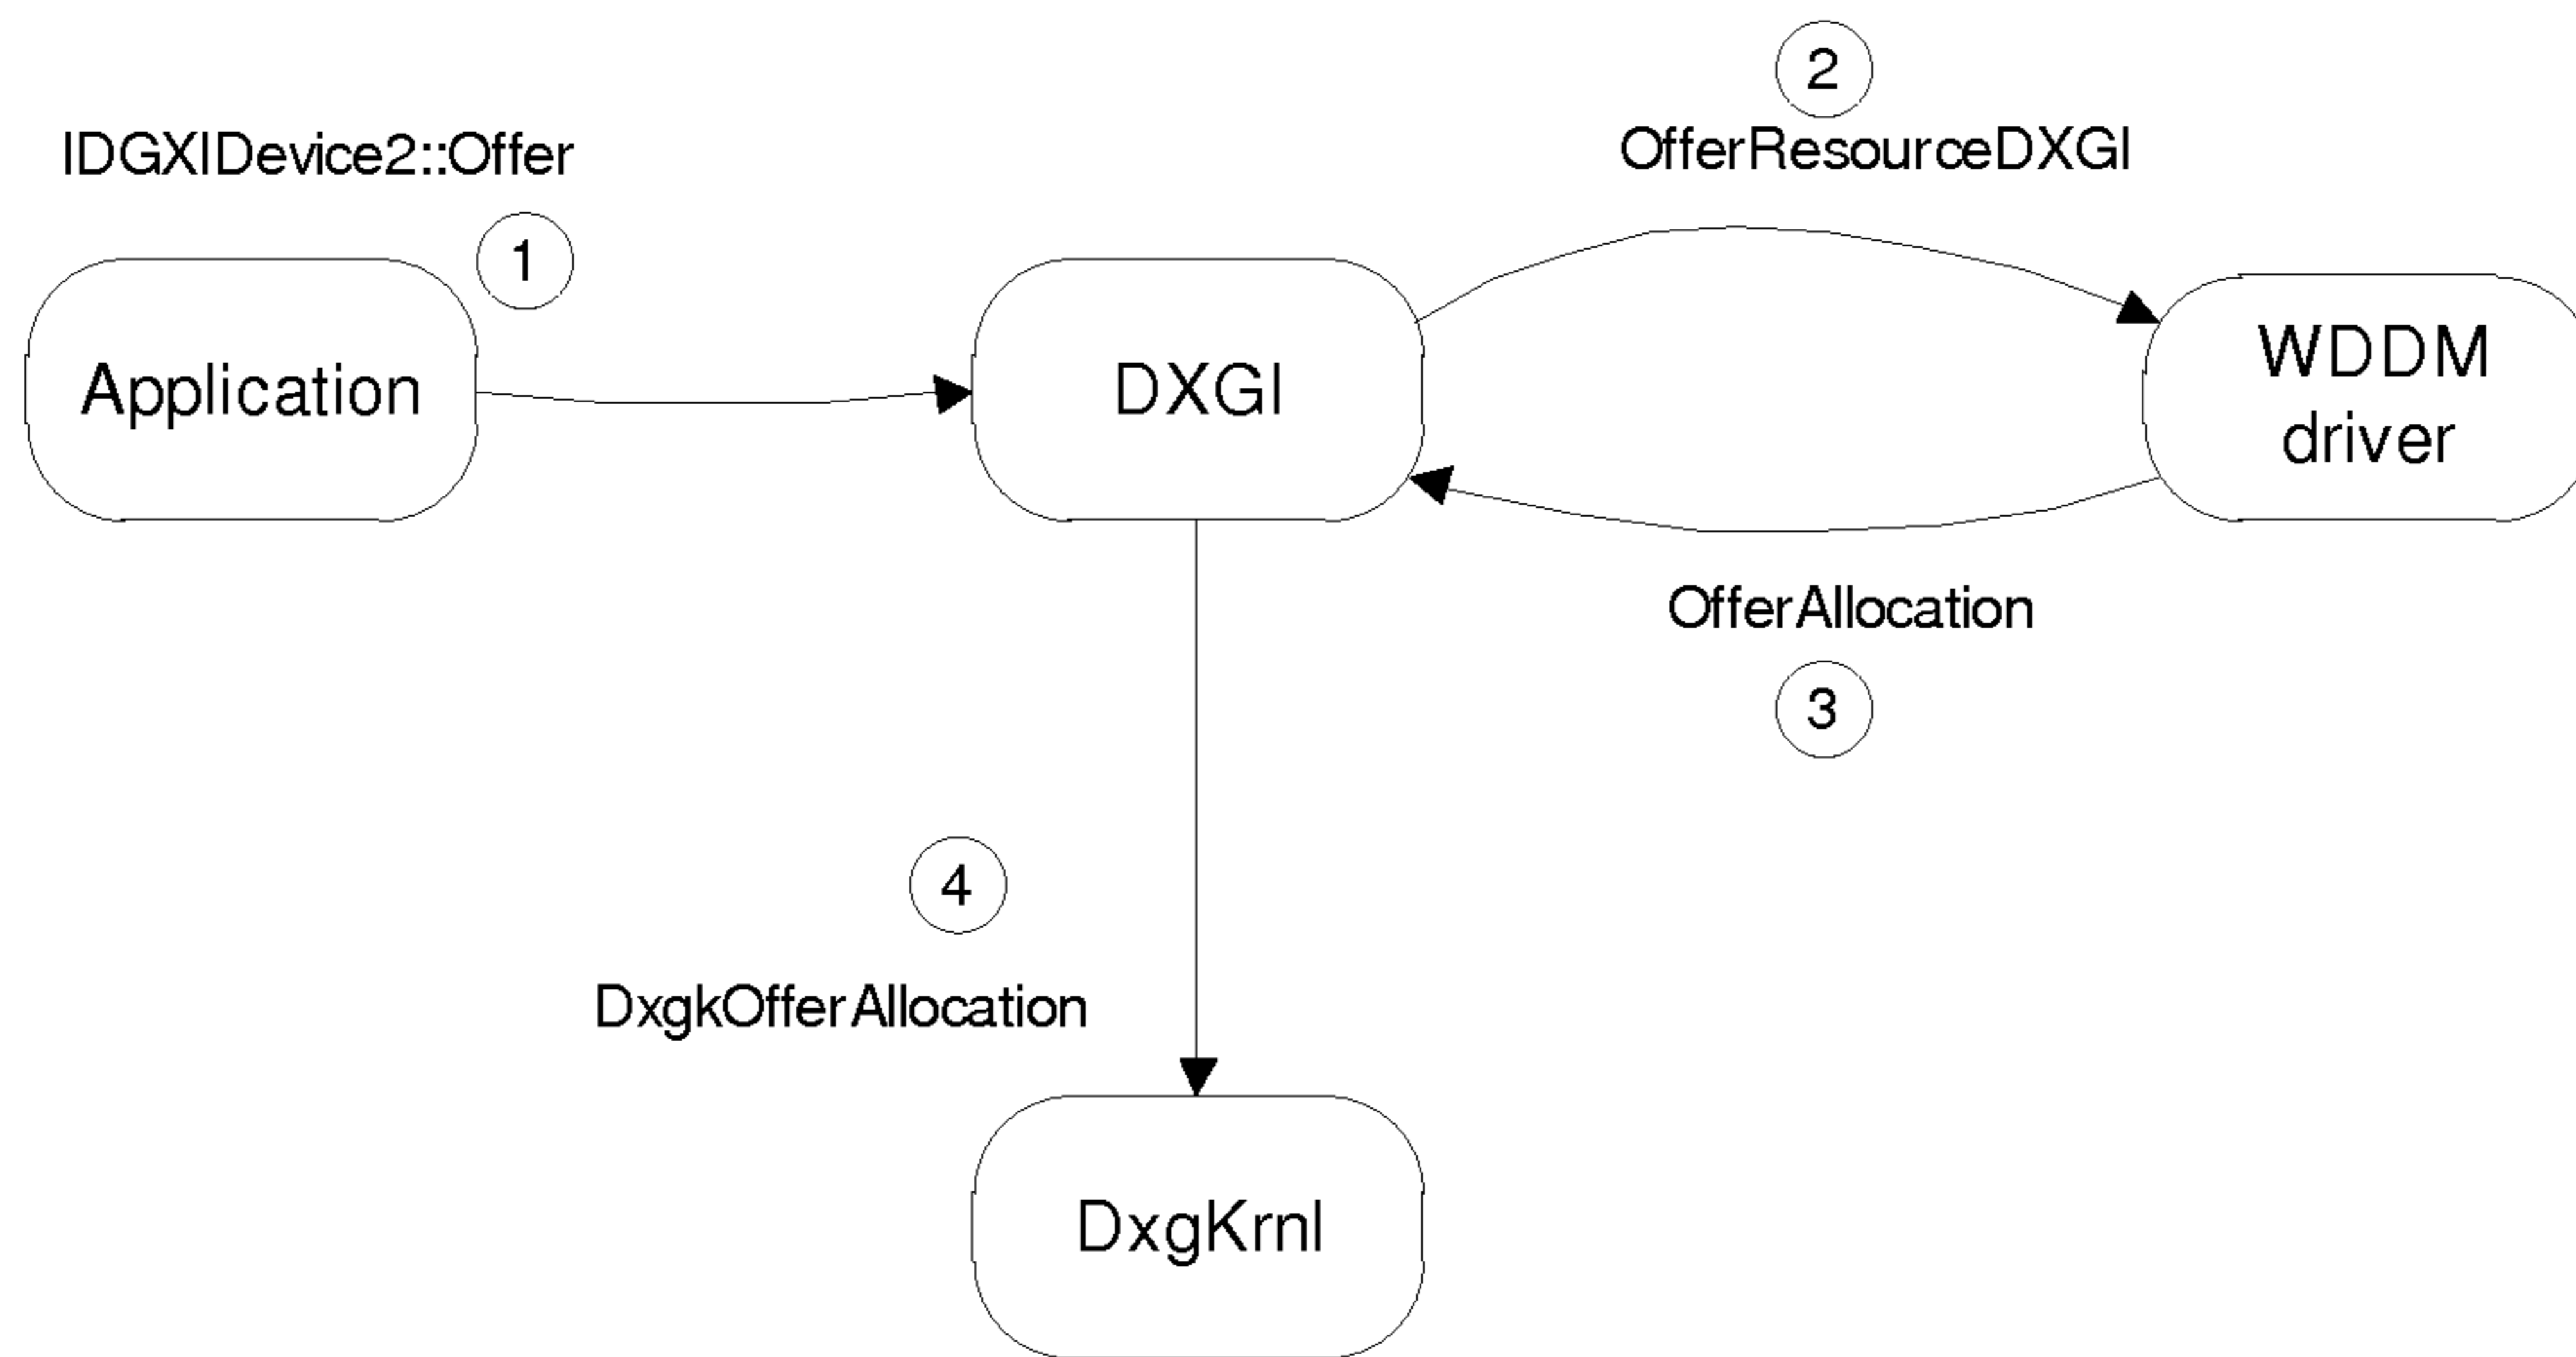 2
IDGXIDevice2::Offer
OfferResourceDXGI
1
Application
DXGI
WDDM
driver
OfferAllocation
3
4
DxgkOfferAllocation
DxgKrnl